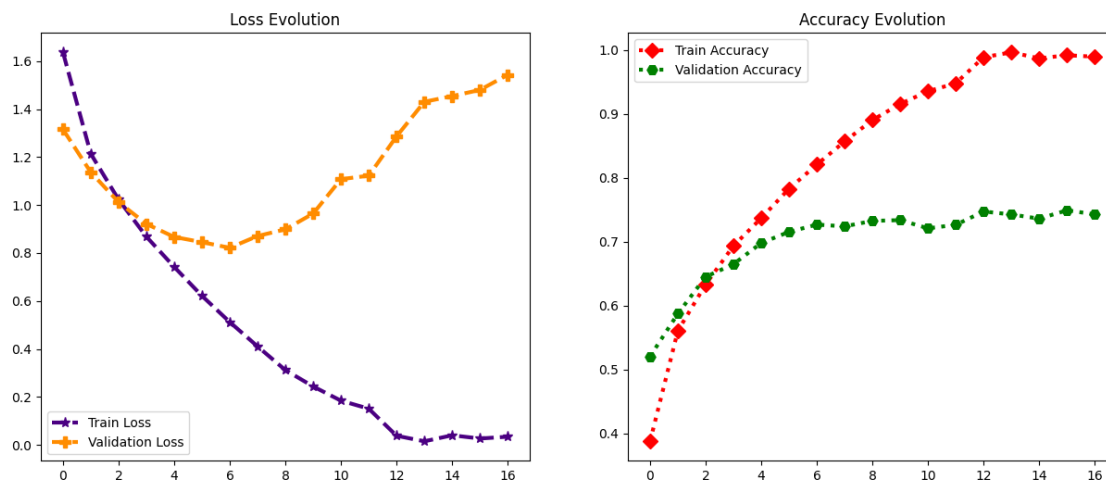 Loss Evolution
1.6
1.4
1.2
1.0
0.8
0.6
0.4
0.2
0.0
Train Loss
Validation Loss
0 2 4 6 8 10 12 14 16
Accuracy Evolution
Train Accuracy
Validation Accuracy
1.0
0.9
0.8
0.7
0.6
0.5
0.4
0 2 4 6 8 10 12 14 16